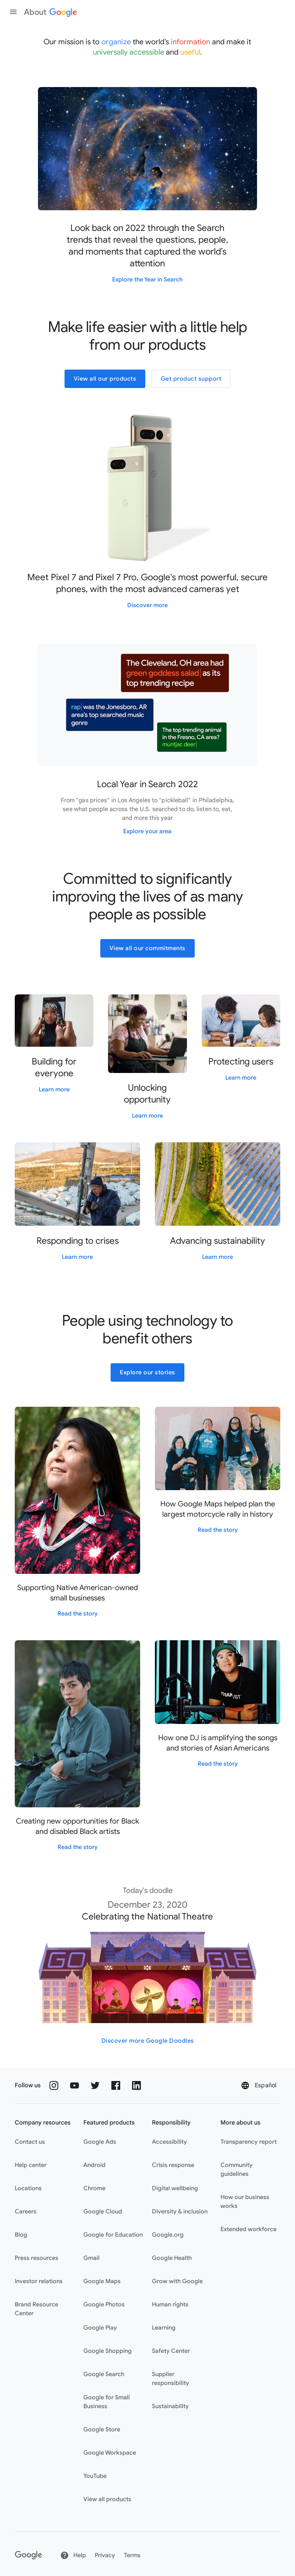 About Google
Our mission is to organize the world's information and make it
universally accessible and useful.
Look back on 2022 through the Search
trends that reveal the questions, people,
and moments that captured the world's
attention
Explore the Year in Search
Make life easier with a little help
from our products
View all our products
Get product support
Meet Pixel 7 and Pixel 7 Pro, Google's most powerful, secure
phones, with the most advanced cameras yet
Discover more
The Cleveland, OH area had
green goddess salad as its
top trending recipe
rap was the Jonesboro, AR
area's top searched music
genre
The top trending animal
in the Fresno, CA area?
muntjac deer
Local Year in Search 2022
From "gas prices" in Los Angeles to "pickleball" in Philadelphia,
see what people across the U.S. searched to do, listen to, eat,
and more this year
Explore your area
Committed to significantly
improving the lives of as many
people as possible
View all our commitments
Building for
everyone
Learn more
Unlocking
opportunity
Learn more
Protecting users
Learn more
Responding to crises
Learn more
Advancing sustainability
Learn more
People using technology to
benefit others
Explore our stories
Supporting Native American-owned
small businesses
Read the story
How Google Maps helped plan the
largest motorcycle rally in history
Read the story
Creating new opportunities for Black
and disabled Black artists
Read the story
How one DJ is amplifying the songs
and stories of Asian Americans
Read the story
Today's doodle
December 23, 2020
Celebrating the National Theatre
Discover more Google Doodles
Follow us
Español
Company resources
Contact us
Help center
Locations
Careers
Blog
Press resources
Investor relations
Brand Resource
Center
Featured products
Google Ads
Android
Chrome
Google Cloud
Google for Education
Gmail
Google Maps
Google Photos
Google Play
Google Shopping
Google Search
Google for Small
Business
Google Store
Google Workspace
YouTube
View all products
Responsibility
Accessibility
Crisis response
Digital wellbeing
Diversity & inclusion
Google.org
Google Health
Grow with Google
Human rights
Learning
Safety Center
Supplier
responsibility
Sustainability
More about us
Transparency report
Community
guidelines
How our business
works
Extended workforce
Google
Help
Privacy
Terms